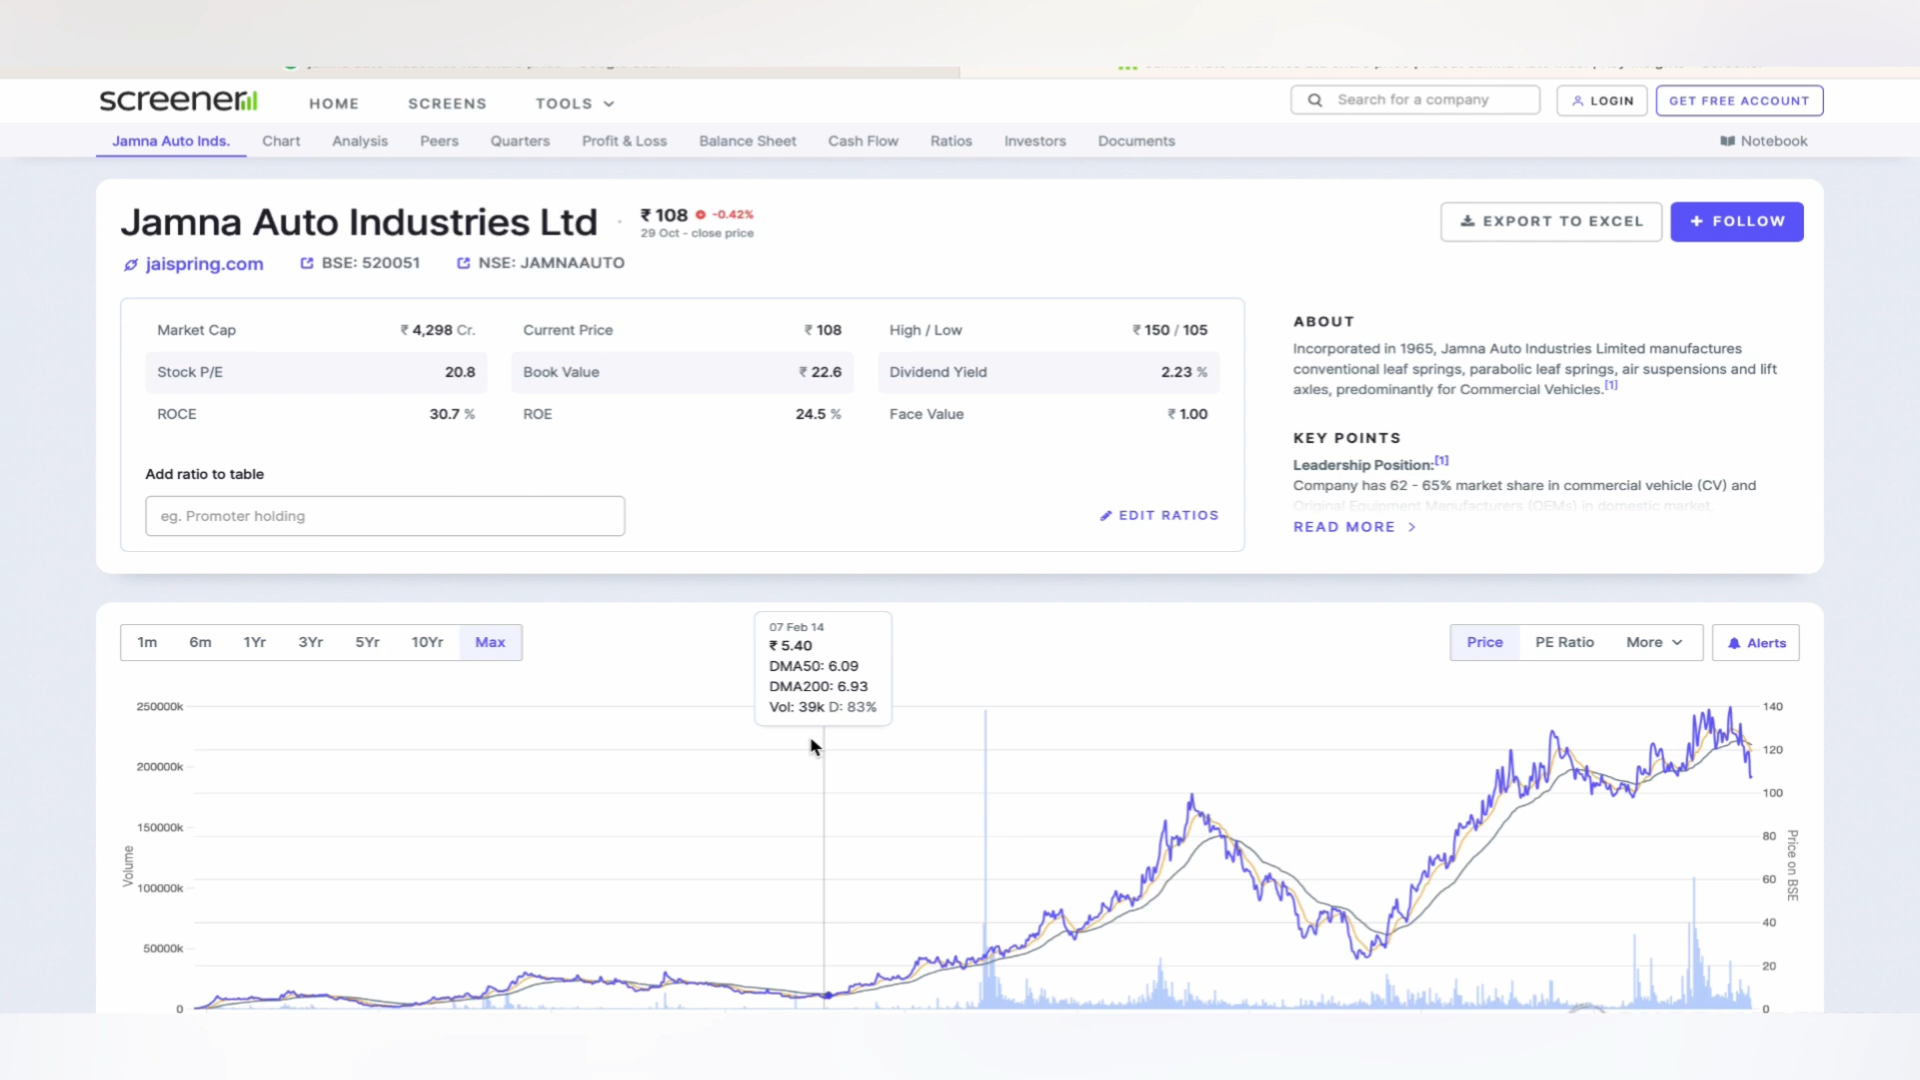 screener
HOME SCREENS TOOLS
Search for a company
LOGIN
GET FREE ACCOUNT
Jamna Auto Inds. Chart Analysis Peers Quarters Profit & Loss Balance Sheet Cash Flow Ratios Investors Documents
Notebook
Jamna Auto Industries Ltd
₹ 108 -0.42%
29 Oct - close price
EXPORT TO EXCEL
+ FOLLOW
jaispring.com BSE: 520051 NSE: JAMNAAUTO
Market Cap ₹ 4,298 Cr. Current Price ₹ 108 High / Low ₹ 150 / 105
Stock P/E 20.8 Book Value ₹ 22.6 Dividend Yield 2.23 %
ROCE 30.7 % ROE 24.5 % Face Value ₹ 1.00
Add ratio to table
eg. Promoter holding
EDIT RATIOS
ABOUT
Incorporated in 1965, Jamna Auto Industries Limited manufactures
conventional leaf springs, parabolic leaf springs, air suspensions and lift
axles, predominantly for Commercial Vehicles.[1]
KEY POINTS
Leadership Position:[1]
Company has 62 - 65% market share in commercial vehicle (CV) and
Original Equipment Manufacturers (OEMs) in domestic market.
READ MORE
1m 6m 1Yr 3Yr 5Yr 10Yr Max
07 Feb 14
₹ 5.40
DMA50: 6.09
DMA200: 6.93
Vol: 39k D: 83%
Price PE Ratio More
Alerts
250000k
200000k
150000k
100000k
50000k
0
Volume
140
120
100
80
60
40
20
0
Price on BSE